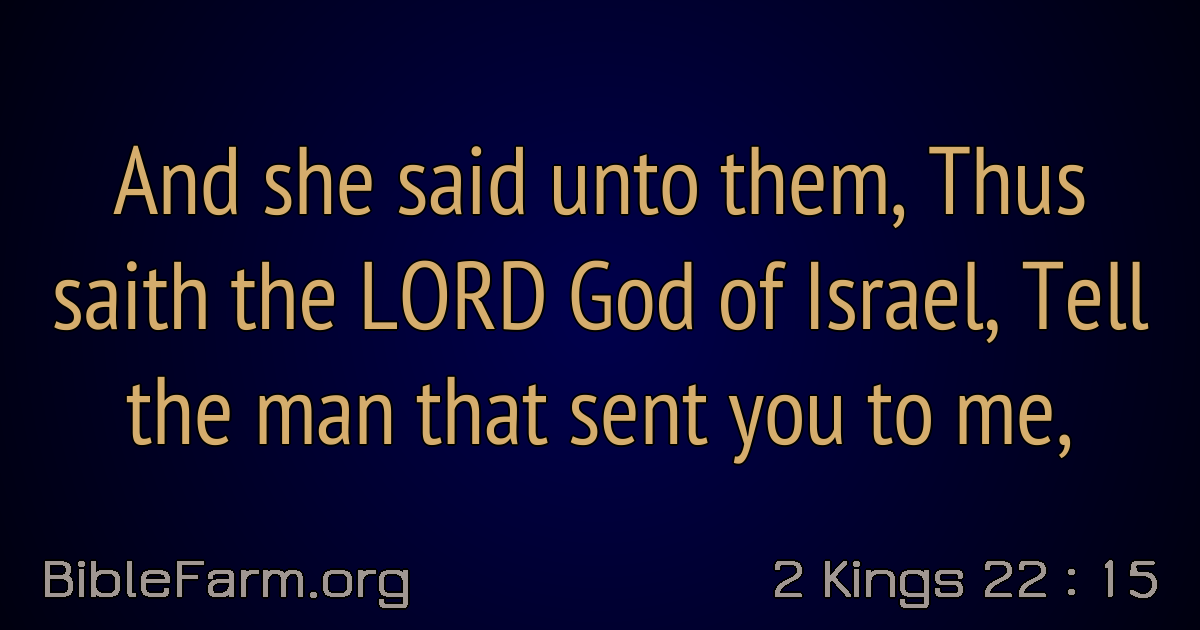 And she said unto them, Thus
saith the LORD God of Israel, Tell
the man that sent you to me,
BibleFarm.org
2 Kings 22 : 15